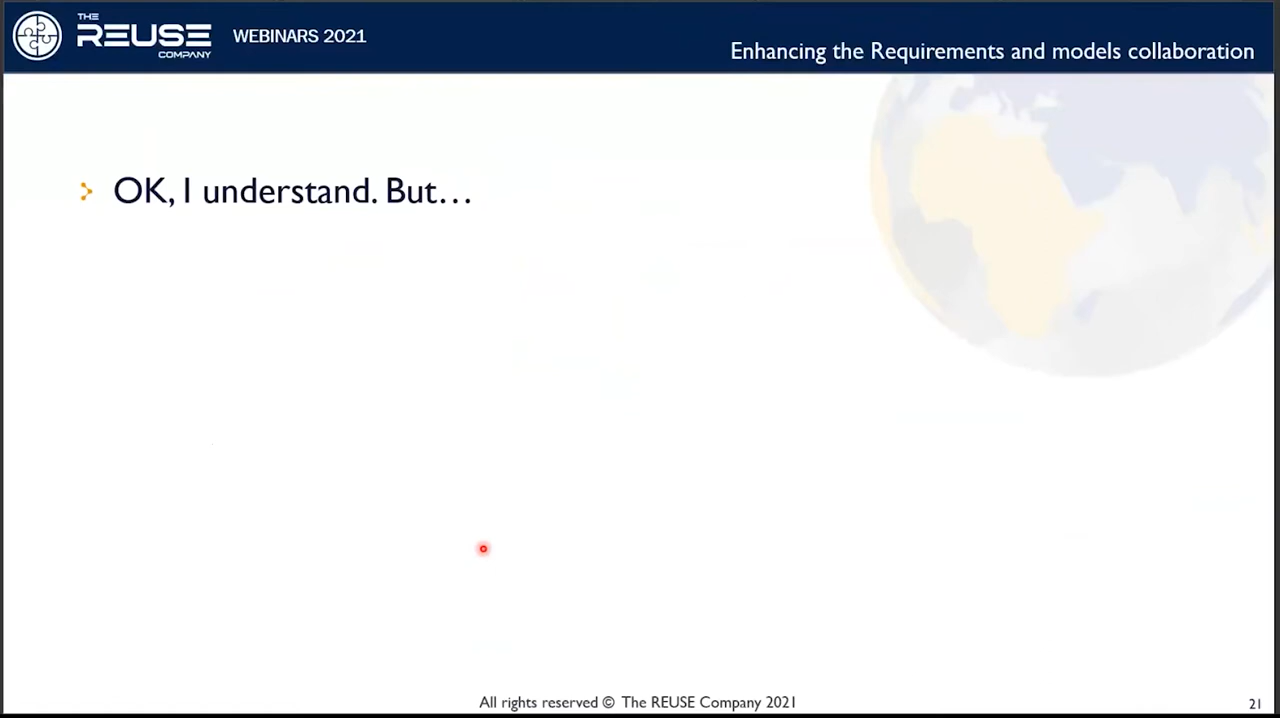 THE
REUSE
COMPANY
WEBINARS 2021
Enhancing the Requirements and models collaboration
OK, I understand. But…
All rights reserved © The REUSE Company 2021
21